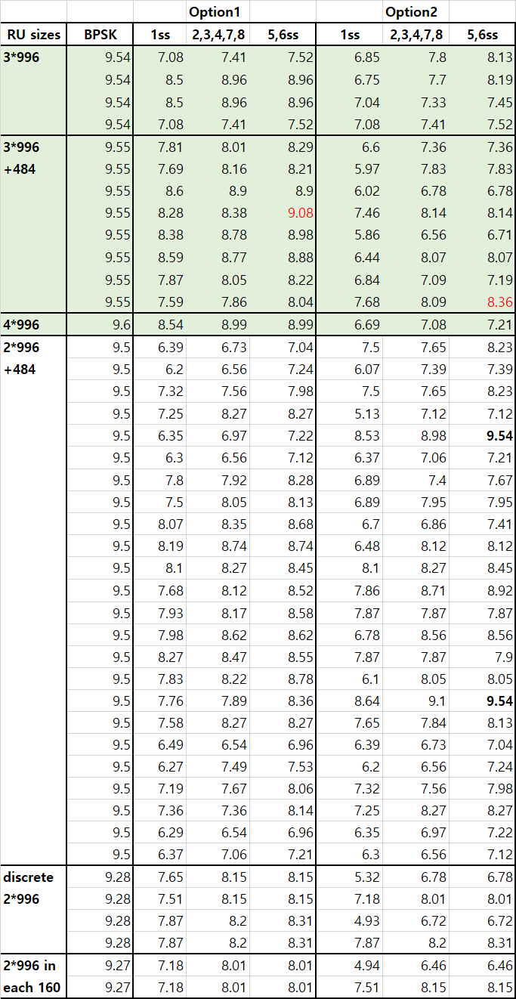 Option1 Option2
RU sizes BPSK 1ss 2,3,4,7,8 5,6ss 1ss 2,3,4,7,8 5,6ss
3*996 9.54 7.08 7.41 7.52 6.85 7.8 8.13
9.54 8.5 8.96 8.96 6.75 7.7 8.19
9.54 8.5 8.96 8.96 7.04 7.33 7.45
9.54 7.08 7.41 7.52 7.08 7.41 7.52
3*996 9.55 7.81 8.01 8.29 6.6 7.36 7.36
+484 9.55 7.69 8.16 8.21 5.97 7.83 7.83
9.55 8.6 8.9 8.9 6.02 6.78 6.78
9.55 8.28 8.38 9.08 7.46 8.14 8.14
9.55 8.38 8.78 8.98 5.86 6.56 6.71
9.55 8.59 8.77 8.88 6.44 8.07 8.07
9.55 7.87 8.05 8.22 6.84 7.09 7.19
9.55 7.59 7.86 8.04 7.68 8.09 8.36
4*996 9.6 8.54 8.99 8.99 6.69 7.08 7.21
2*996 9.5 6.39 6.73 7.04 7.5 7.65 8.23
+484 9.5 6.2 6.56 7.24 6.07 7.39 7.39
9.5 7.32 7.56 7.98 7.5 7.65 8.23
9.5 7.25 8.27 8.27 5.13 7.12 7.12
9.5 6.35 6.97 7.22 8.53 8.98 9.54
9.5 6.3 6.56 7.12 6.37 7.06 7.21
9.5 7.8 7.92 8.28 6.89 7.4 7.67
9.5 7.5 8.05 8.13 6.89 7.95 7.95
9.5 8.07 8.35 8.68 6.7 6.86 7.41
9.5 8.19 8.74 8.74 6.48 8.12 8.12
9.5 8.1 8.27 8.45 8.1 8.27 8.45
9.5 7.68 8.12 8.52 7.86 8.71 8.92
9.5 7.93 8.17 8.58 7.87 7.87 7.87
9.5 7.98 8.62 8.62 6.78 8.56 8.56
9.5 8.27 8.47 8.55 7.87 7.87 7.9
9.5 7.83 8.22 8.78 6.1 8.05 8.05
9.5 7.76 7.89 8.36 8.64 9.1 9.54
9.5 7.58 8.27 8.27 7.65 7.84 8.13
9.5 6.49 6.54 6.96 6.39 6.73 7.04
9.5 6.27 7.49 7.53 6.2 6.56 7.24
9.5 7.19 7.67 8.06 7.32 7.56 7.98
9.5 7.36 7.36 8.14 7.25 8.27 8.27
9.5 6.29 6.54 6.96 6.35 6.97 7.22
9.5 6.37 7.06 7.21 6.3 6.56 7.12
discrete 9.28 7.65 8.15 8.15 5.32 6.78 6.78
2*996 9.28 7.51 8.15 8.15 7.18 8.01 8.01
9.28 7.87 8.2 8.31 4.93 6.72 6.72
9.28 7.87 8.2 8.31 7.87 8.2 8.31
2*996 in 9.27 7.18 8.01 8.01 4.94 6.46 6.46
each 160 9.27 7.18 8.01 8.01 7.51 8.15 8.15